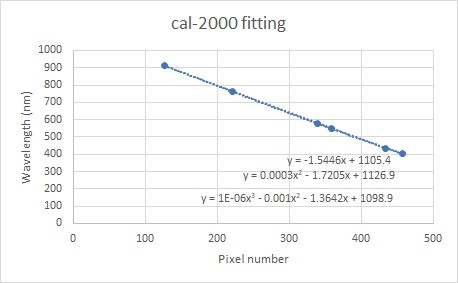 cal-2000 fitting
1000
900
800
700
600
500
400
300
200
100
0
Wavelength (nm)
y = -1.5446x + 1105.4
y = 0.0003x² - 1.7205x + 1126.9
y = 1E-06x³ - 0.001x² - 1.3642x + 1098.9
0 100 200 300 400 500
Pixel number